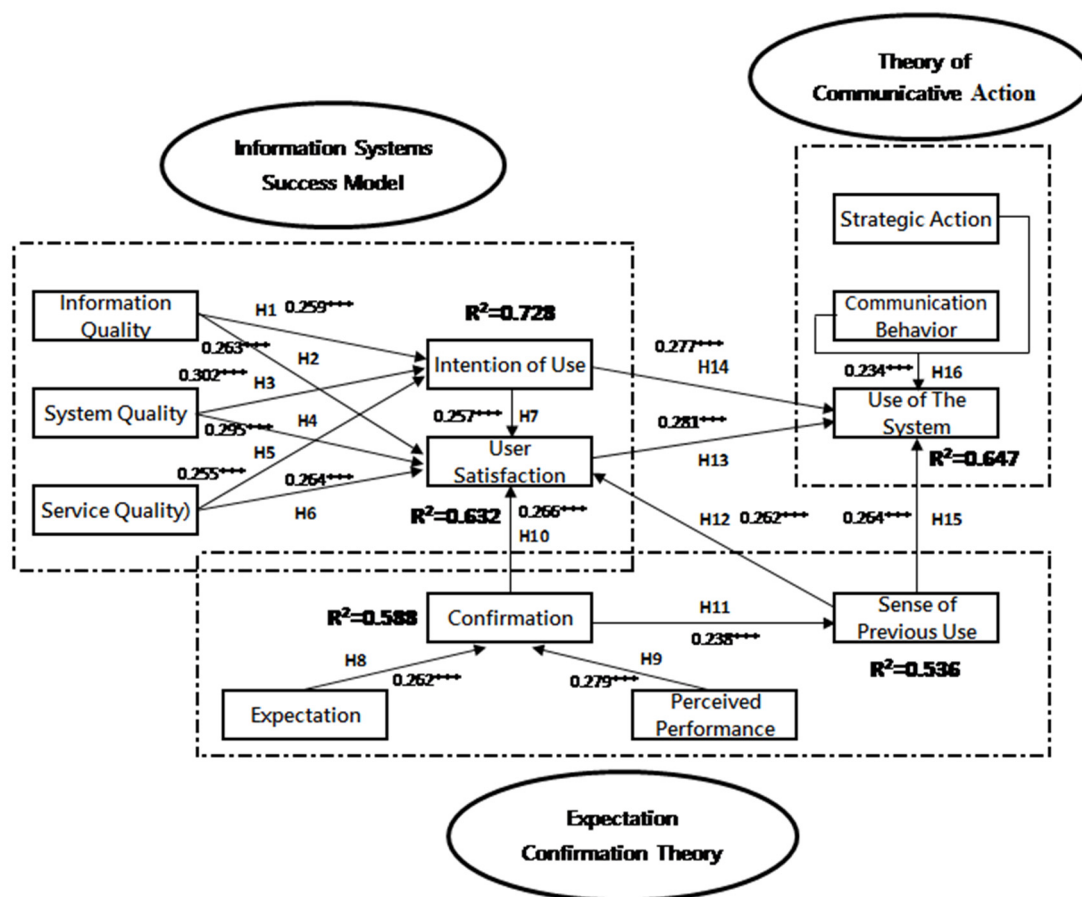 Theory of
Communicative Action
Information Systems
Success Model
Strategic Action
Information
Quality
H1 0.259***
R²=0.728
Communication
Behavior
0.263*** H2
Intention of Use
0.277***
H14
0.234*** H16
0.302*** H3
System Quality
H4
0.295***
0.257*** H7
Use of The
System
0.281***
H13
User
Satisfaction
H5
0.255***
0.264***
R²=0.647
Service Quality)
H6
R²=0.632
0.266***
H10
H12 0.262***
0.264*** H15
R²=0.588
Confirmation
H11
0.238***
Sense of
Previous Use
H8
0.262***
H9
0.279***
R²=0.536
Expectation
Perceived
Performance
Expectation
Confirmation Theory